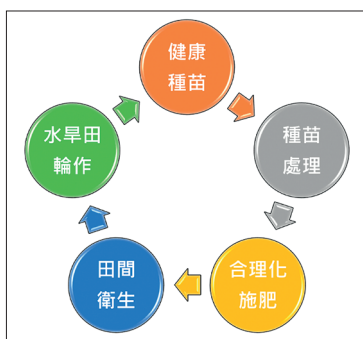 健康
種苗
種苗
處理
合理化
施肥
田間
衛生
水旱田
輪作